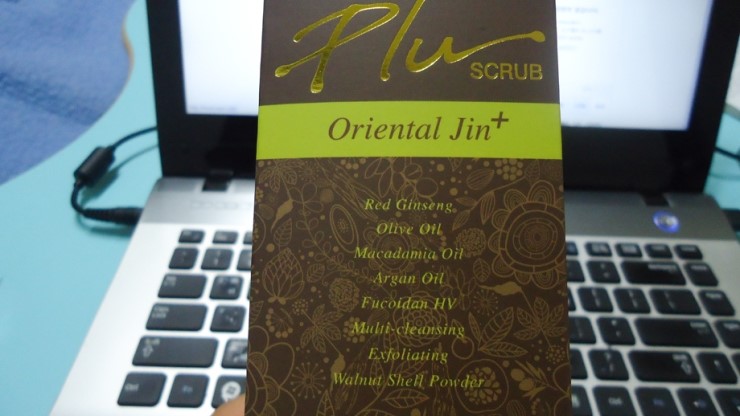 Plu
SCRUB
Oriental Jin+
Red Ginseng
Olive Oil
Macadamia Oil
Argan Oil
Fucoidan HV
Multi-cleansing
Exfoliating
Walnut Shell Powder